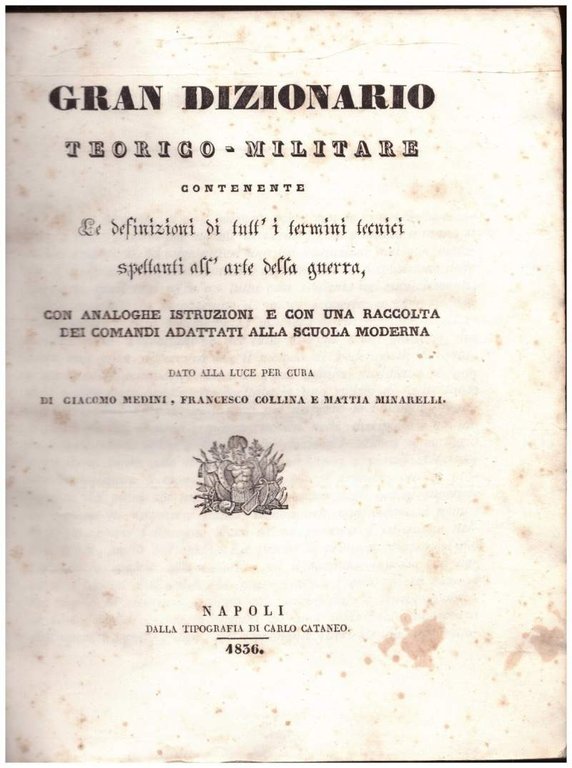 GRAN DIZIONARIO
TEORICO-MILITARE
CONTENENTE
Le definizioni di tutt' i termini tecnici
spettanti all' arte della guerra,
CON ANALOGHE ISTRUZIONI E CON UNA RACCOLTA
DEI COMANDI ADATTATI ALLA SCUOLA MODERNA
DATO ALLA LUCE PER CURA
DI GIACOMO MEDINI, FRANCESCO COLLINA E MATTIA MINARELLI.
NAPOLI
DALLA TIPOGRAFIA DI CARLO CATANEO.
1836.